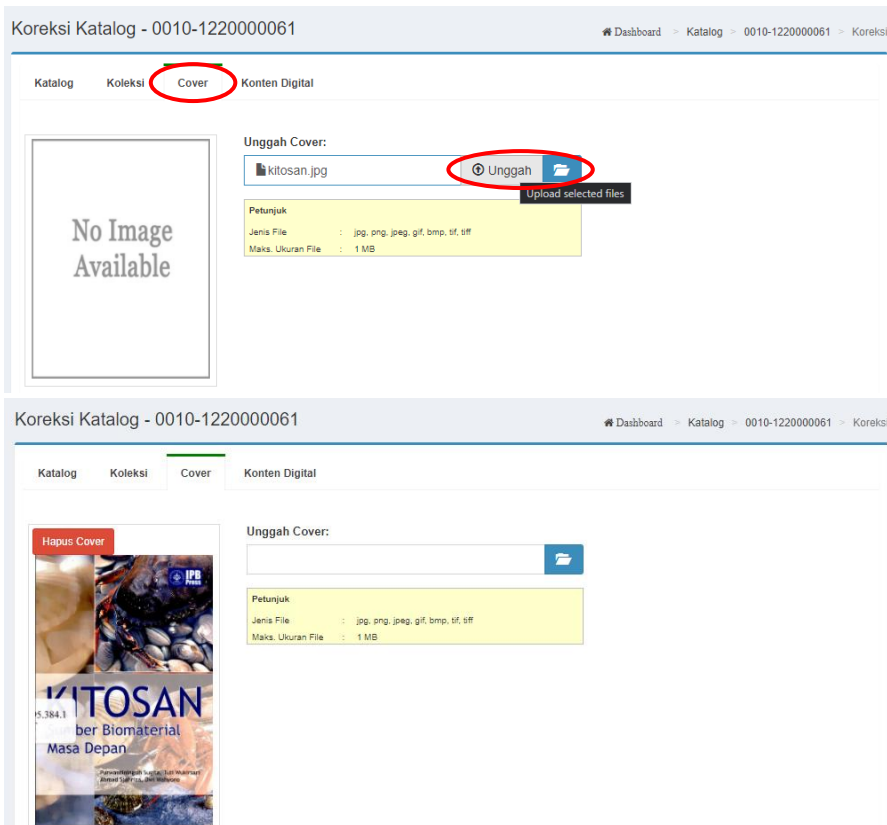 Koreksi Katalog - 0010-1220000061
Dashboard > Katalog > 0010-1220000061 > Koreksi
Katalog Koleksi Cover Konten Digital
Unggah Cover:
kitosan.jpg Unggah
Upload selected files
Petunjuk
Jenis File : jpg, png, jpeg, gif, bmp, tif, tiff
Maks. Ukuran File : 1 MB
No Image
Available
Koreksi Katalog - 0010-1220000061
Dashboard > Katalog > 0010-1220000061 > Koreksi
Katalog Koleksi Cover Konten Digital
Unggah Cover:
Hapus Cover
Petunjuk
Jenis File : jpg, png, jpeg, gif, bmp, tif, tiff
Maks. Ukuran File : 1 MB
IPB
Press
KITOSAN
5.384.1
ber Biomaterial
Masa Depan